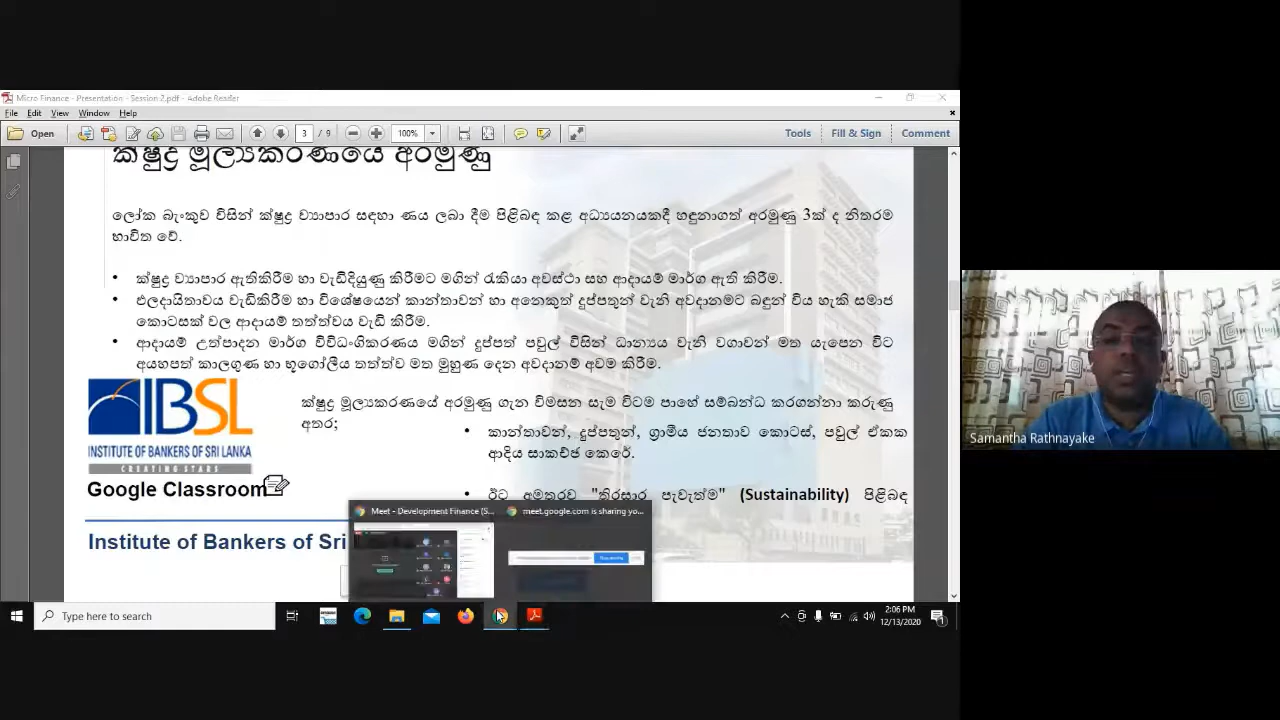 Micro Finance - Presentation - Session 2.pdf - Adobe Reader
File Edit View Window Help
Open 3 / 9 100% Tools Fill & Sign Comment
ක්ෂුද්‍ර මූල්‍යකරණයේ අරමුණු
ලෝක බැංකුව විසින් ක්ෂුද්‍ර ව්‍යාපාර සඳහා ණය ලබා දීම පිළිබඳ කළ අධ්‍යයනයකදී හඳුනාගත් අරමුණු 3ක් ද නිතරම
භාවිත වේ.
• ක්ෂුද්‍ර ව්‍යාපාර ඇතිකිරීම හා වැඩිදියුණු කිරීමට මගින් රැකියා අවස්ථා සහ ආදායම් මාර්ග ඇති කිරීම.
• ඵලදායිතාවය වැඩිකිරීම හා විශේෂයෙන් කාන්තාවන් හා අනෙකුත් දුප්පතුන් වැනි අවදානමට බඳුන් විය හැකි සමාජ
කොටසක් වල ආදායම් තත්ත්වය වැඩි කිරීම.
• ආදායම් උත්පාදන මාර්ග විවිධාංගිකරණය මගින් දුප්පත් පවුල් විසින් ධාන්‍යය වැනි වගාවන් මත යැපෙන විට
අයහපත් කාලගුණ හා භූගෝලීය තත්ත්ව මත මුහුණ දෙන අවදානම් අවම කිරීම.
IBSL
INSTITUTE OF BANKERS OF SRI LANKA
CREATING STARS
Google Classroom
ක්ෂුද්‍ර මූල්‍යකරණයේ අරමුණු ගැන විමසන සැම විටම පාහේ සම්බන්ධ කරගන්නා කරුණු
අතර;
• කාන්තාවන්, දුප්පතුන්, ග්‍රාමීය ජනතාව කොටස්, පවුල් ඒකක
ආදිය සාකච්ඡා කෙරේ.
• ඊට අමතරව "තිරසාර පැවැත්ම" (Sustainability) පිළිබඳ
Institute of Bankers of Sri
Meet - Development Finance (S... meet.google.com is sharing yo...
Type here to search
2:06 PM
12/13/2020
Samantha Rathnayake